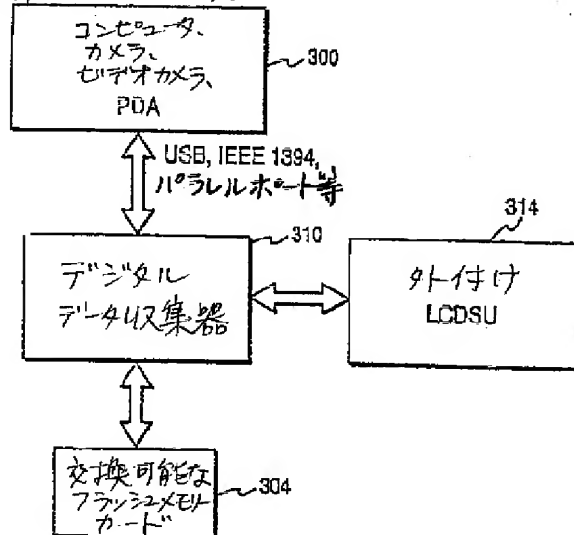 コンピュータ、
カメラ、
ビデオカメラ、
PDA
300
USB, IEEE 1394,
パラレルポート等
310
314
デジタル
データ収集器
外付け
LCDSU
交換可能な
フラッシュメモリー
カード
304